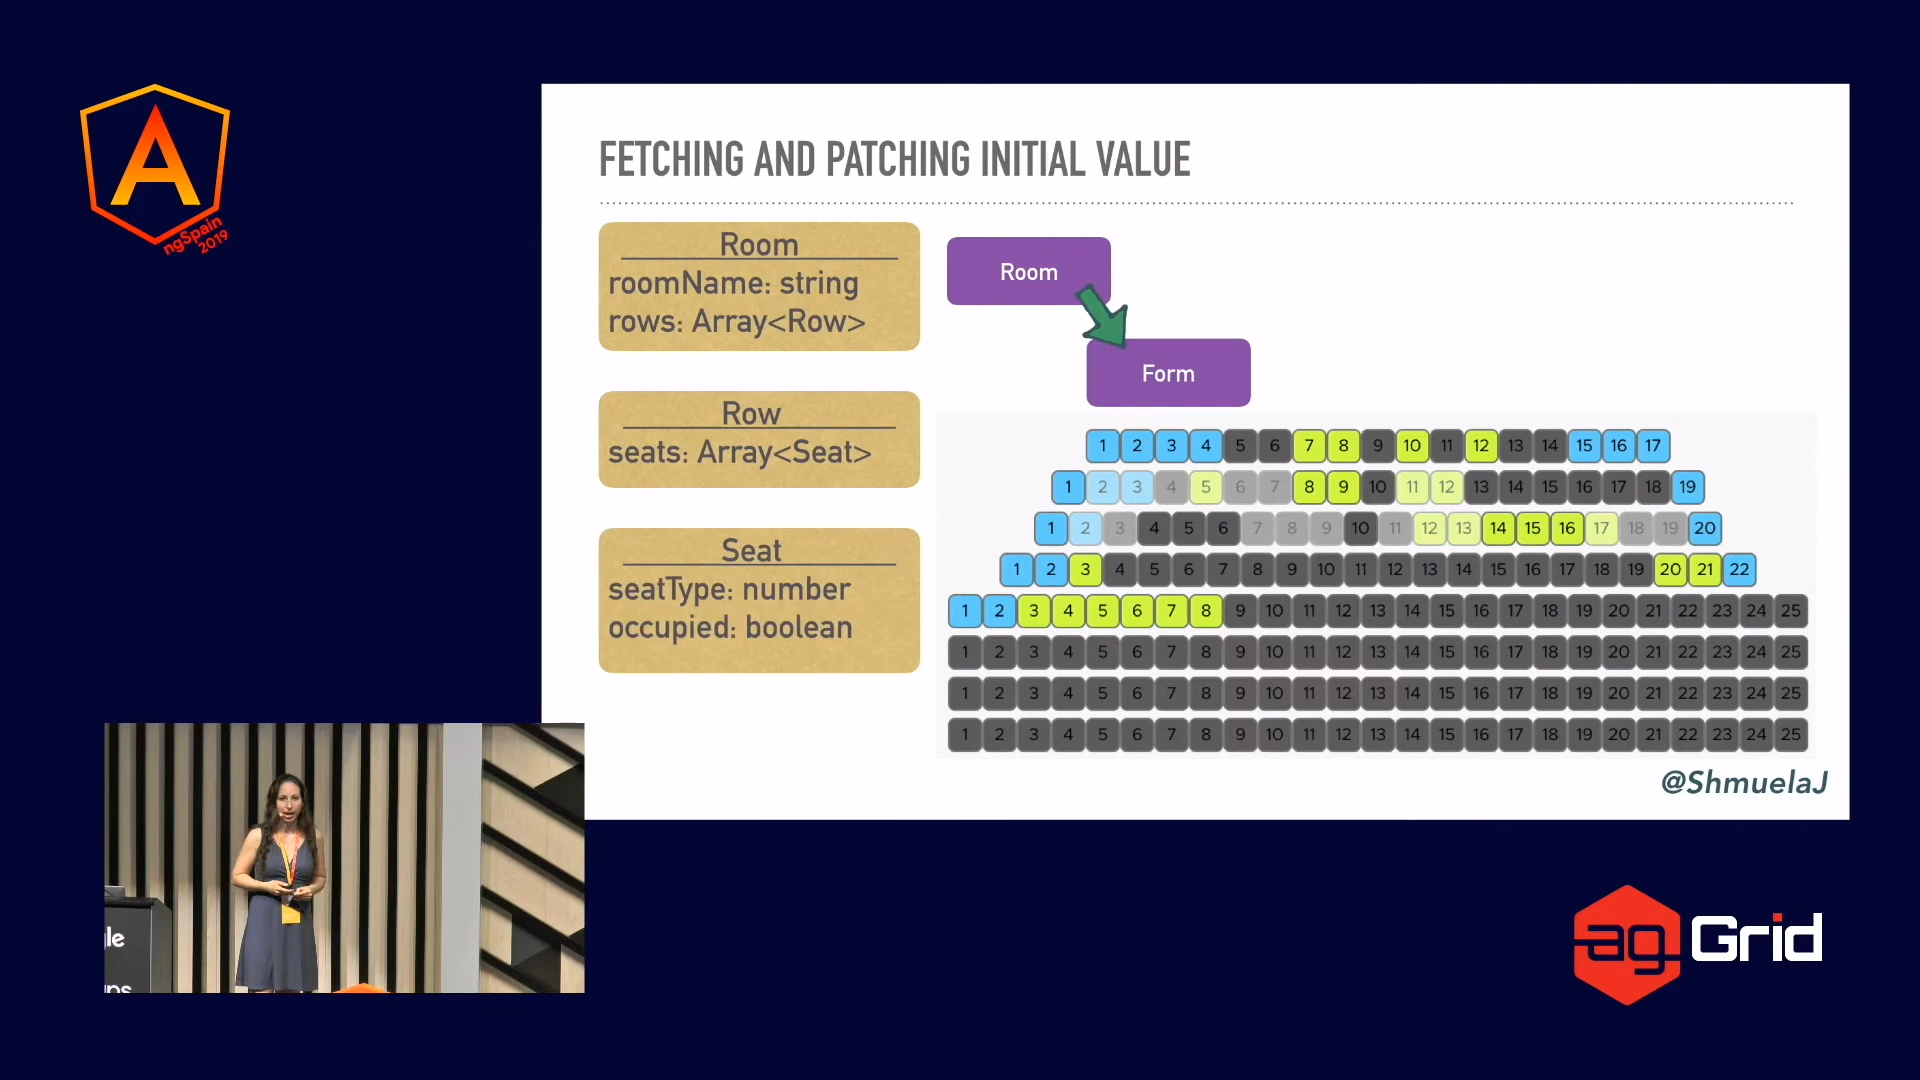 ngSpain
2019
FETCHING AND PATCHING INITIAL VALUE
Room
roomName: string
rows: Array<Row>
Row
seats: Array<Seat>
Seat
seatType: number
occupied: boolean
Room
Form
1 2 3 4 5 6 7 8 9 10 11 12 13 14 15 16 17
1 2 3 4 5 6 7 8 9 10 11 12 13 14 15 16 17 18 19
1 2 3 4 5 6 7 8 9 10 11 12 13 14 15 16 17 18 19 20
1 2 3 4 5 6 7 8 9 10 11 12 13 14 15 16 17 18 19 20 21 22
1 2 3 4 5 6 7 8 9 10 11 12 13 14 15 16 17 18 19 20 21 22 23 24 25
1 2 3 4 5 6 7 8 9 10 11 12 13 14 15 16 17 18 19 20 21 22 23 24 25
1 2 3 4 5 6 7 8 9 10 11 12 13 14 15 16 17 18 19 20 21 22 23 24 25
1 2 3 4 5 6 7 8 9 10 11 12 13 14 15 16 17 18 19 20 21 22 23 24 25
@ShmuelaJ
le
ag Grid